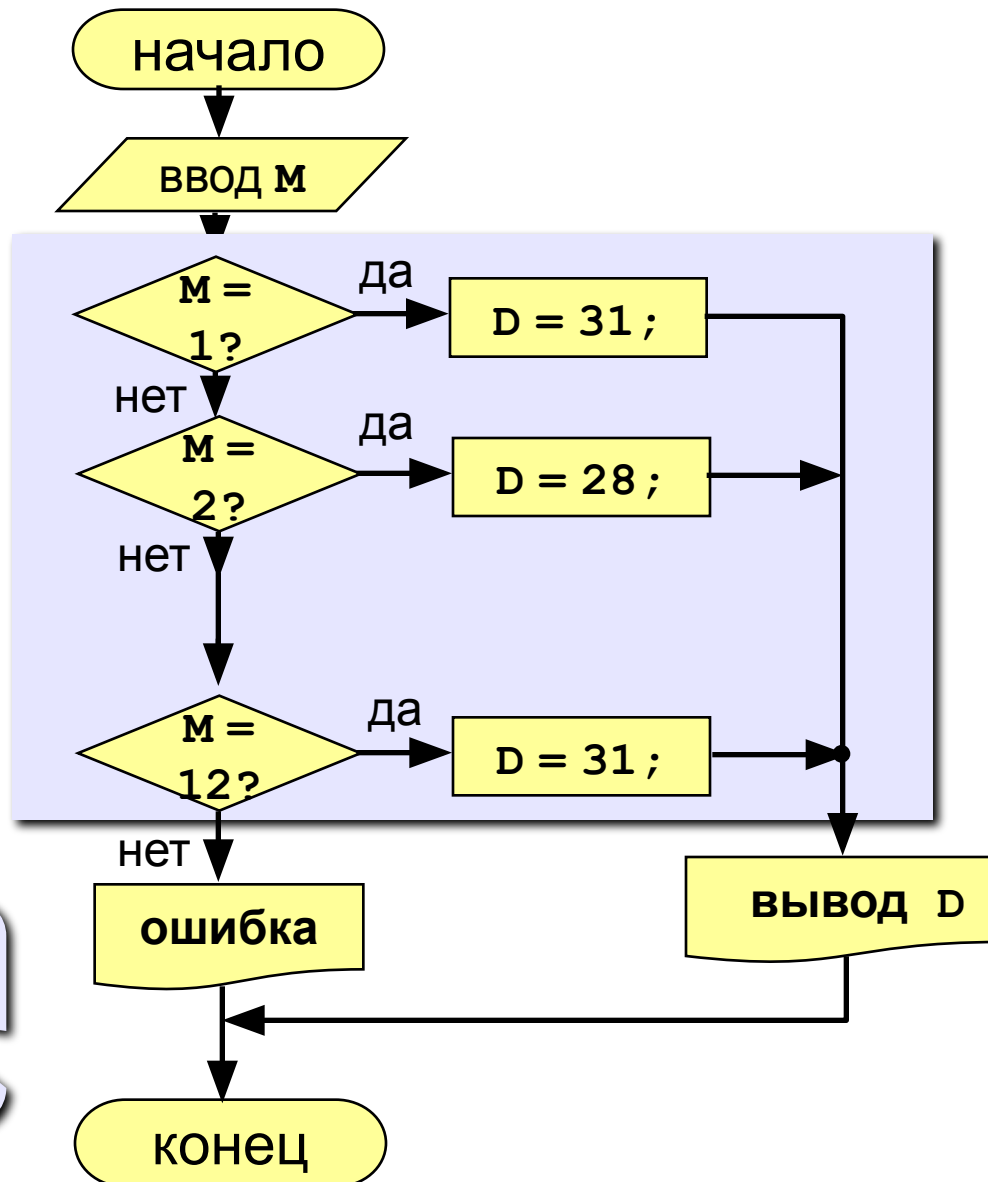 начало
ввод M
M =
1?
да
D = 31;
нет
M =
2?
да
D = 28;
нет
M =
12?
да
D = 31;
нет
ошибка
вывод D
конец